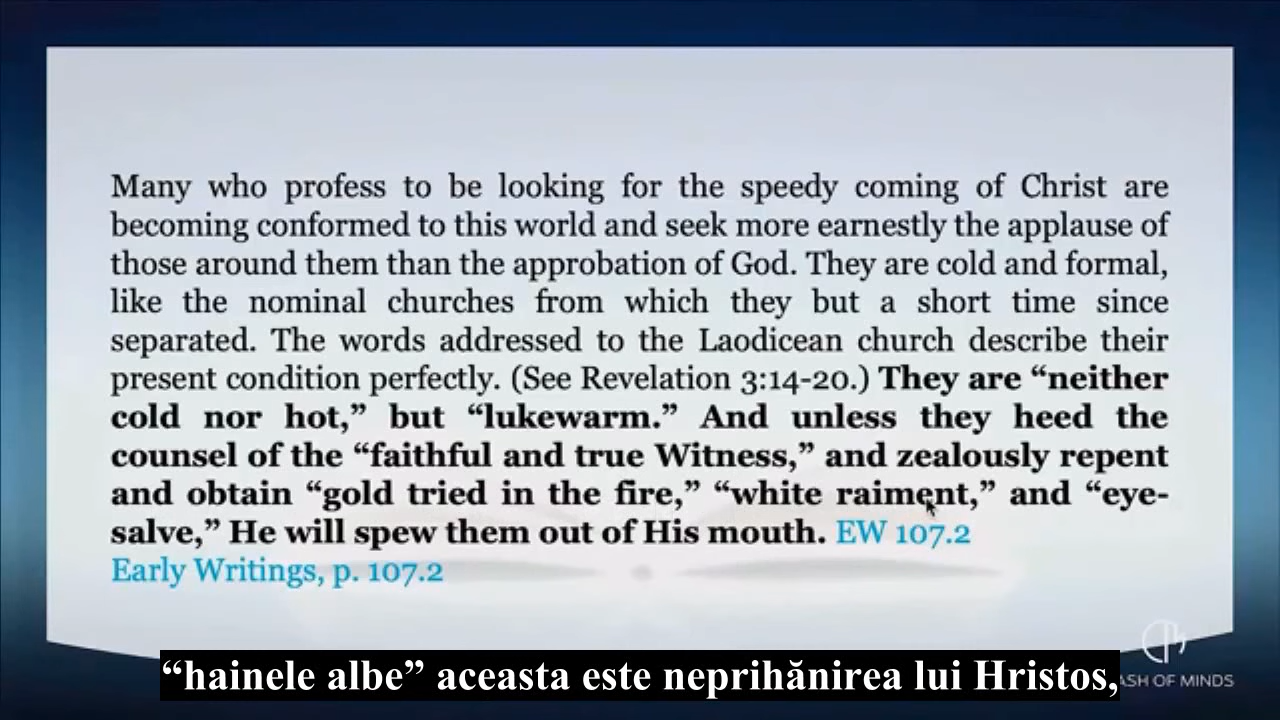 Many who profess to be looking for the speedy coming of Christ are
becoming conformed to this world and seek more earnestly the applause of
those around them than the approbation of God. They are cold and formal,
like the nominal churches from which they but a short time since
separated. The words addressed to the Laodicean church describe their
present condition perfectly. (See Revelation 3:14-20.) They are “neither
cold nor hot,” but “lukewarm.” And unless they heed the
counsel of the “faithful and true Witness,” and zealously repent
and obtain “gold tried in the fire,” “white raiment,” and “eye-
salve,” He will spew them out of His mouth. EW 107.2
Early Writings, p. 107.2
“hainele albe” aceasta este neprihănirea lui Hristos,
OF MINDS